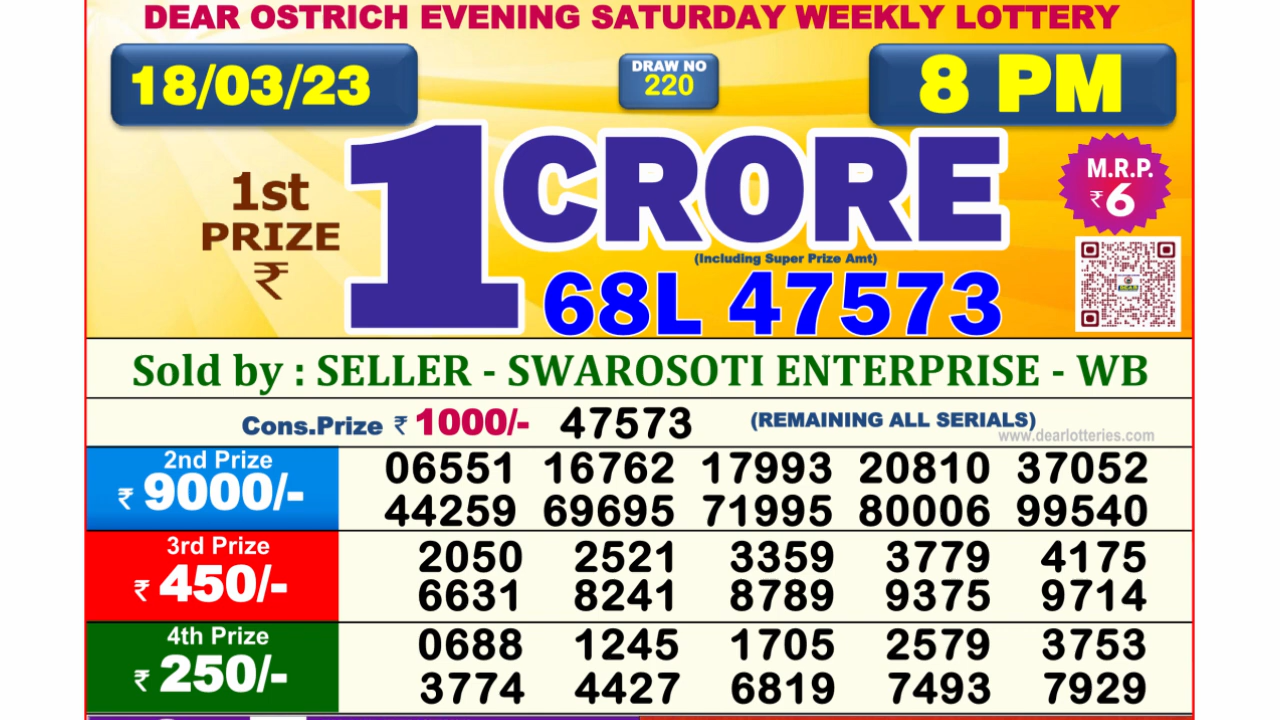 DEAR OSTRICH EVENING SATURDAY WEEKLY LOTTERY
18/03/23
DRAW NO
220
8 PM
1st
PRIZE
₹
1 CRORE
(Including Super Prize Amt)
68L 47573
M.R.P.
₹ 6
Sold by : SELLER - SWAROSOTI ENTERPRISE - WB
Cons.Prize ₹ 1000/- 47573 (REMAINING ALL SERIALS)
www.dearlotteries.com
2nd Prize
₹ 9000/-
06551 16762 17993 20810 37052
44259 69695 71995 80006 99540
3rd Prize
₹ 450/-
2050 2521 3359 3779 4175
6631 8241 8789 9375 9714
4th Prize
₹ 250/-
0688 1245 1705 2579 3753
3774 4427 6819 7493 7929